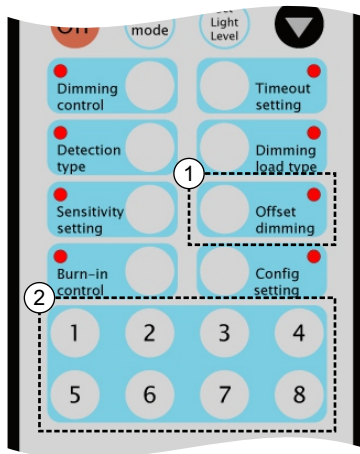 Off
mode
Set
Light
Level
Dimming
control
Timeout
setting
Detection
type
Dimming
load type
1
Sensitivity
setting
Offset
dimming
Burn-in
control
Config
setting
2
1 2 3 4
5 6 7 8